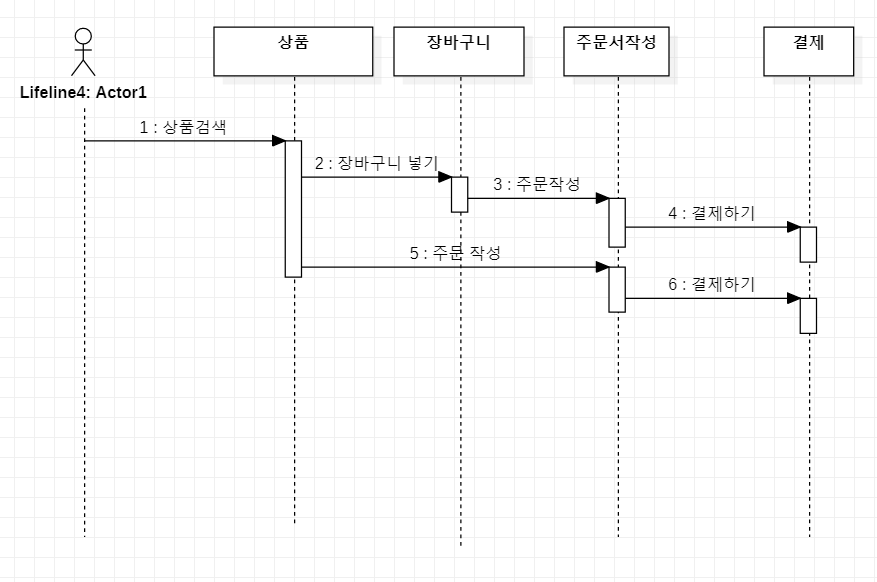 상품
장바구니
주문서작성
결제
Lifeline4: Actor1
1 : 상품검색
2 : 장바구니 넣기
3 : 주문작성
4 : 결제하기
5 : 주문 작성
6 : 결제하기